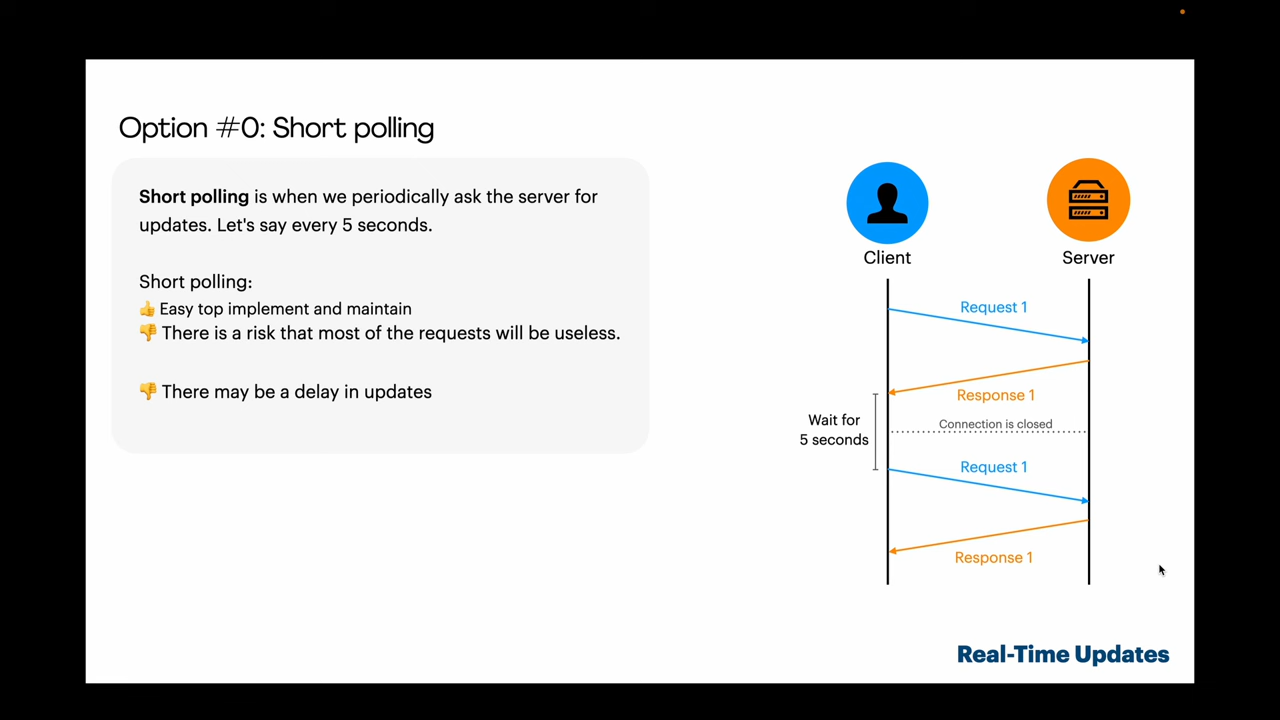 Option #0: Short polling
Short polling is when we periodically ask the server for
updates. Let's say every 5 seconds.
Short polling:
👍 Easy top implement and maintain
👎 There is a risk that most of the requests will be useless.
👎 There may be a delay in updates
Client
Server
Request 1
Response 1
Wait for
5 seconds
Connection is closed
Request 1
Response 1
Real-Time Updates